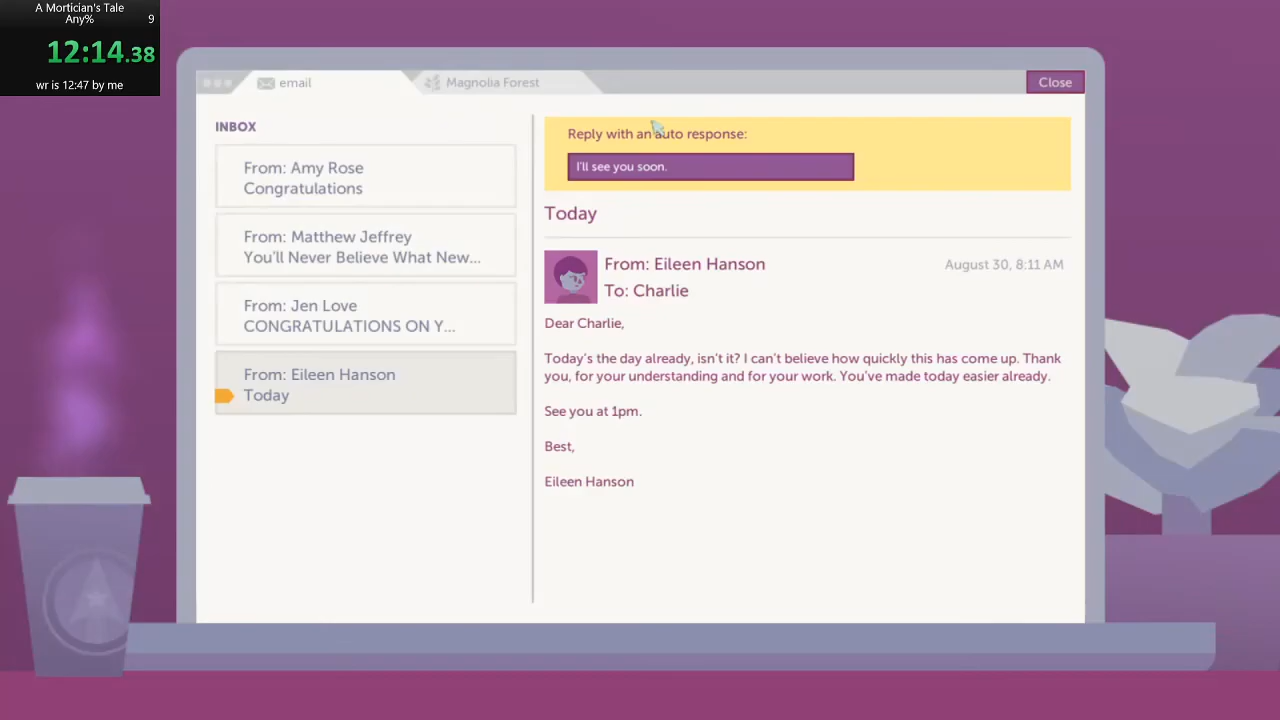 A Mortician's Tale
Any%
9
12:14.38
wr is 12:47 by me
email
Magnolia Forest
Close
INBOX
From: Amy Rose
Congratulations
From: Matthew Jeffrey
You'll Never Believe What New...
From: Jen Love
CONGRATULATIONS ON Y...
From: Eileen Hanson
Today
Reply with an auto response:
I'll see you soon.
Today
From: Eileen Hanson
August 30, 8:11 AM
To: Charlie
Dear Charlie,
Today's the day already, isn't it? I can't believe how quickly this has come up. Thank
you, for your understanding and for your work. You've made today easier already.
See you at 1pm.
Best,
Eileen Hanson